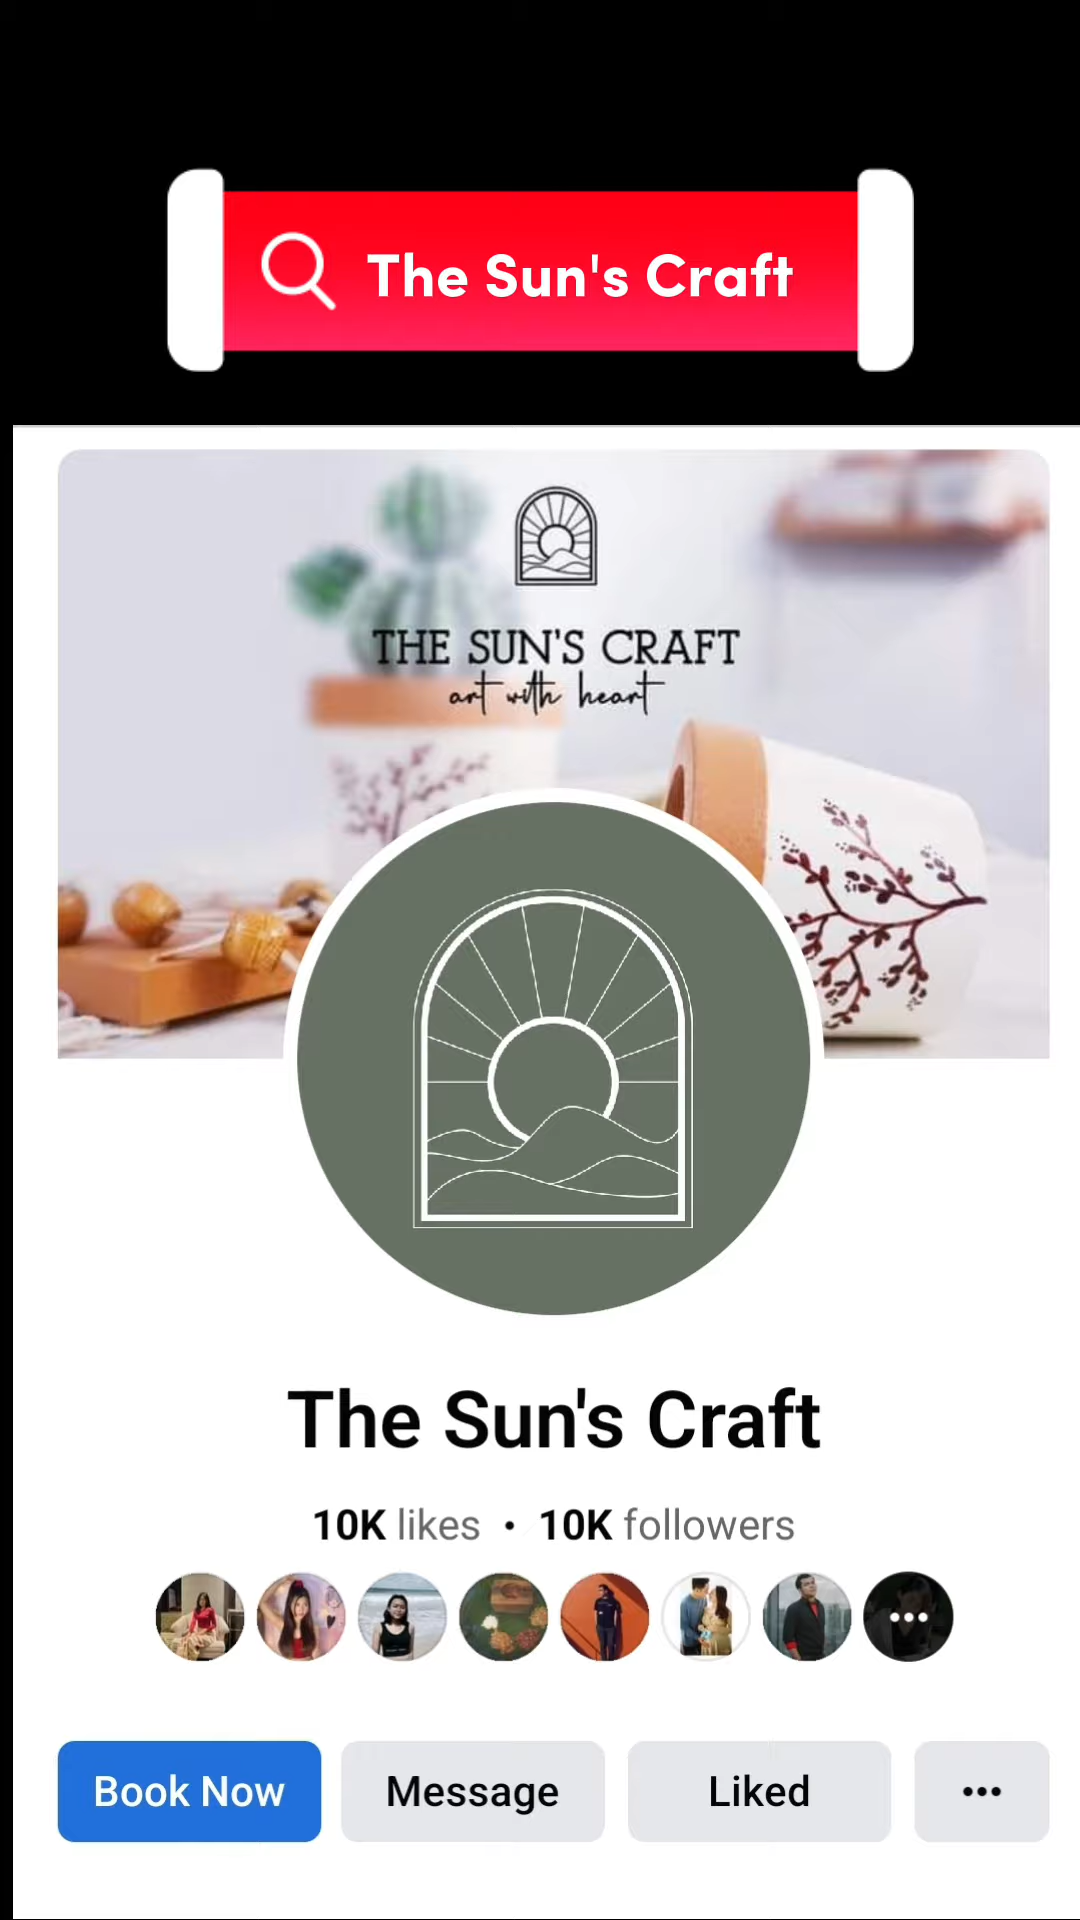 The Sun's Craft
THE SUN'S CRAFT
art with heart
The Sun's Craft
10K likes • 10K followers
Book Now
Message
Liked